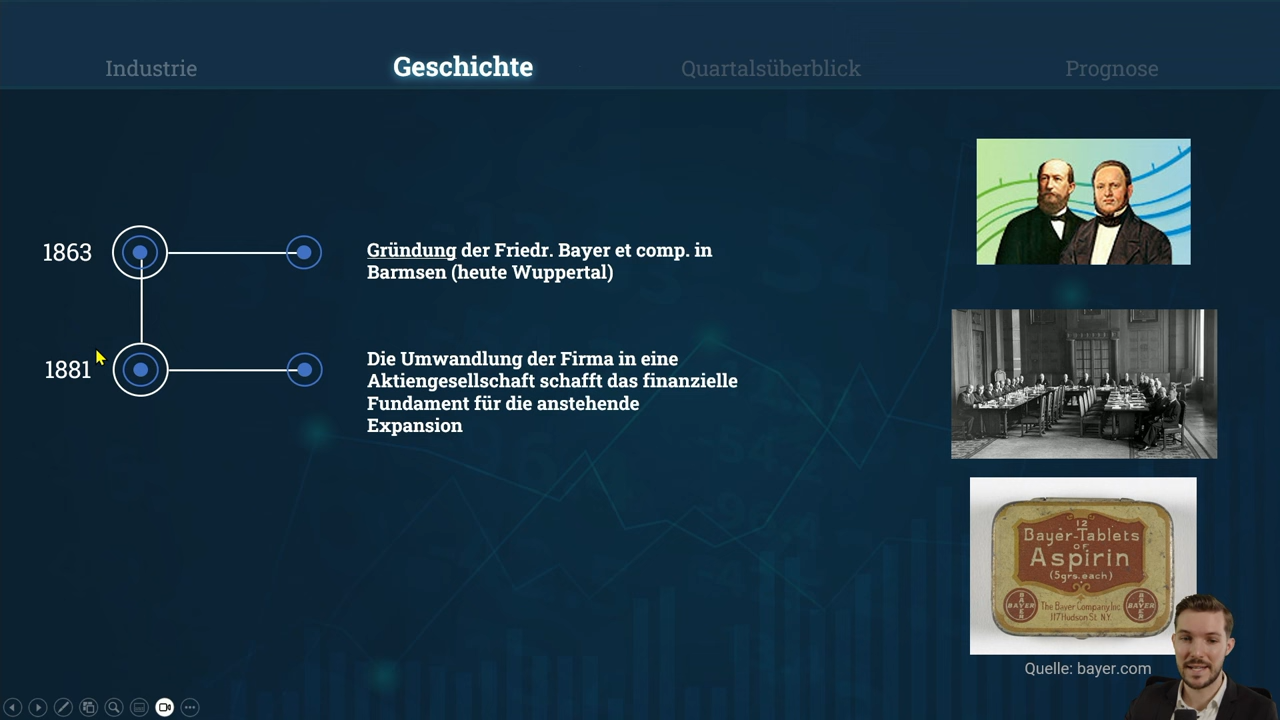 Industrie
Geschichte
Quartalsüberblick
Prognose
1863
Gründung der Friedr. Bayer et comp. in
Barmsen (heute Wuppertal)
1881
Die Umwandlung der Firma in eine
Aktiengesellschaft schafft das finanzielle
Fundament für die anstehende
Expansion
12
Bayer-Tablets
OF
Aspirin
(5grs.each)
The Bayer Company,Inc.
117 Hudson St. N.Y.
BAYER
BAYER
Quelle: bayer.com